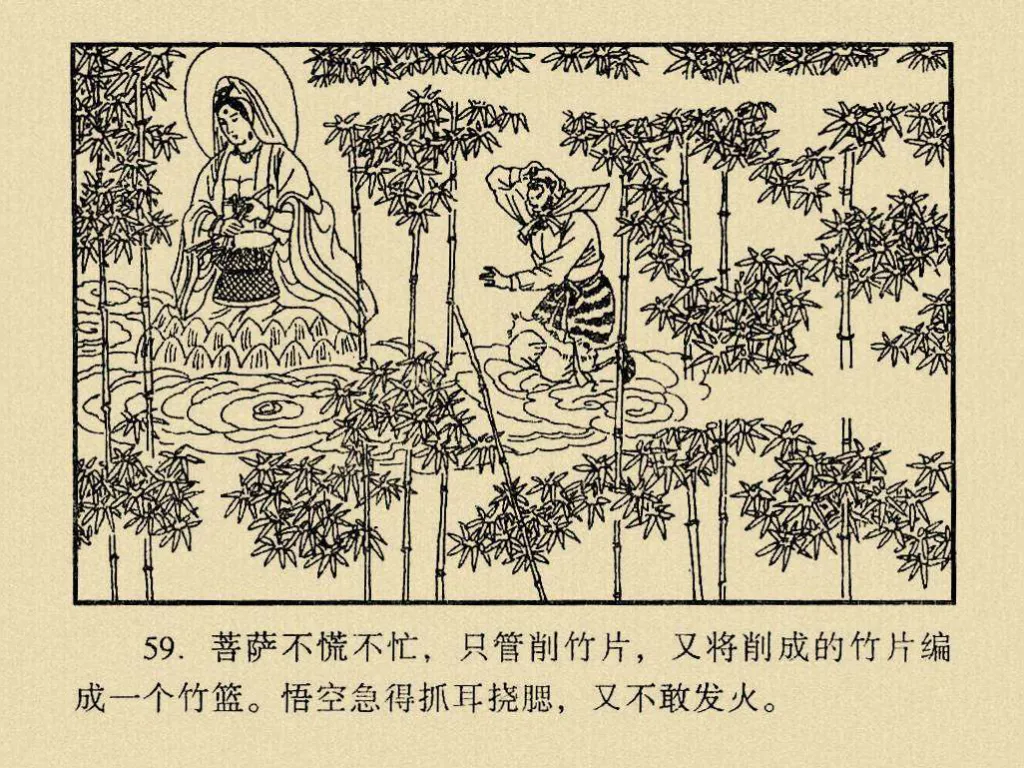 59. 菩萨不慌不忙，只管削竹片，又将削成的竹片编
成一个竹篮。悟空急得抓耳挠腮，又不敢发火。